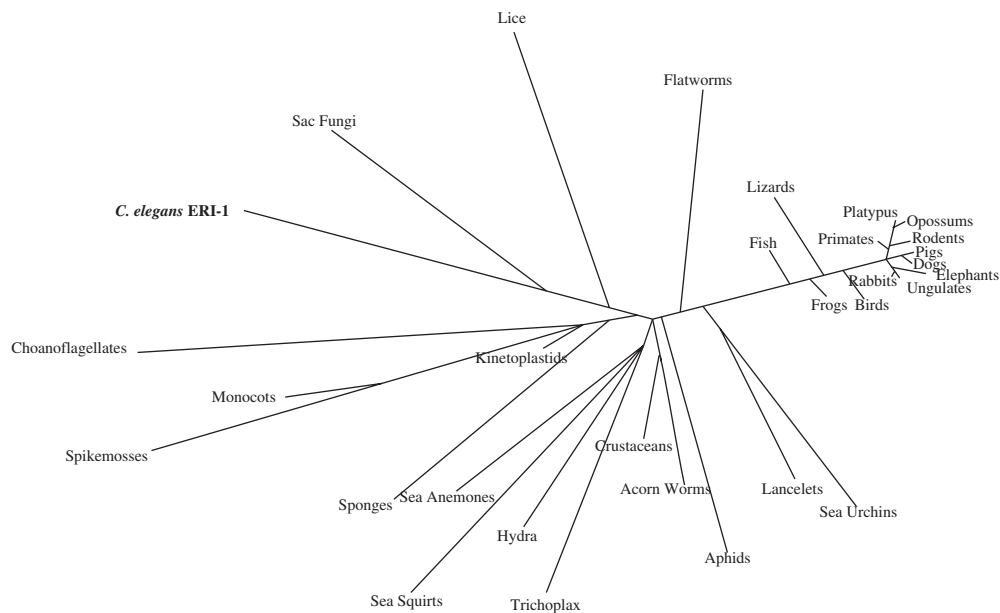 Lice
Flatworms
Sac Fungi
Lizards
C. elegans ERI-1
Platypus
Opossums
Primates
Rodents
Fish
Pigs
Dogs
Elephants
Rabbits
Ungulates
Frogs
Birds
Choanoflagellates
Kinetoplastids
Monocots
Crustaceans
Spikemosses
Sponges
Sea Anemones
Acorn Worms
Lancelets
Sea Urchins
Hydra
Aphids
Sea Squirts
Trichoplax